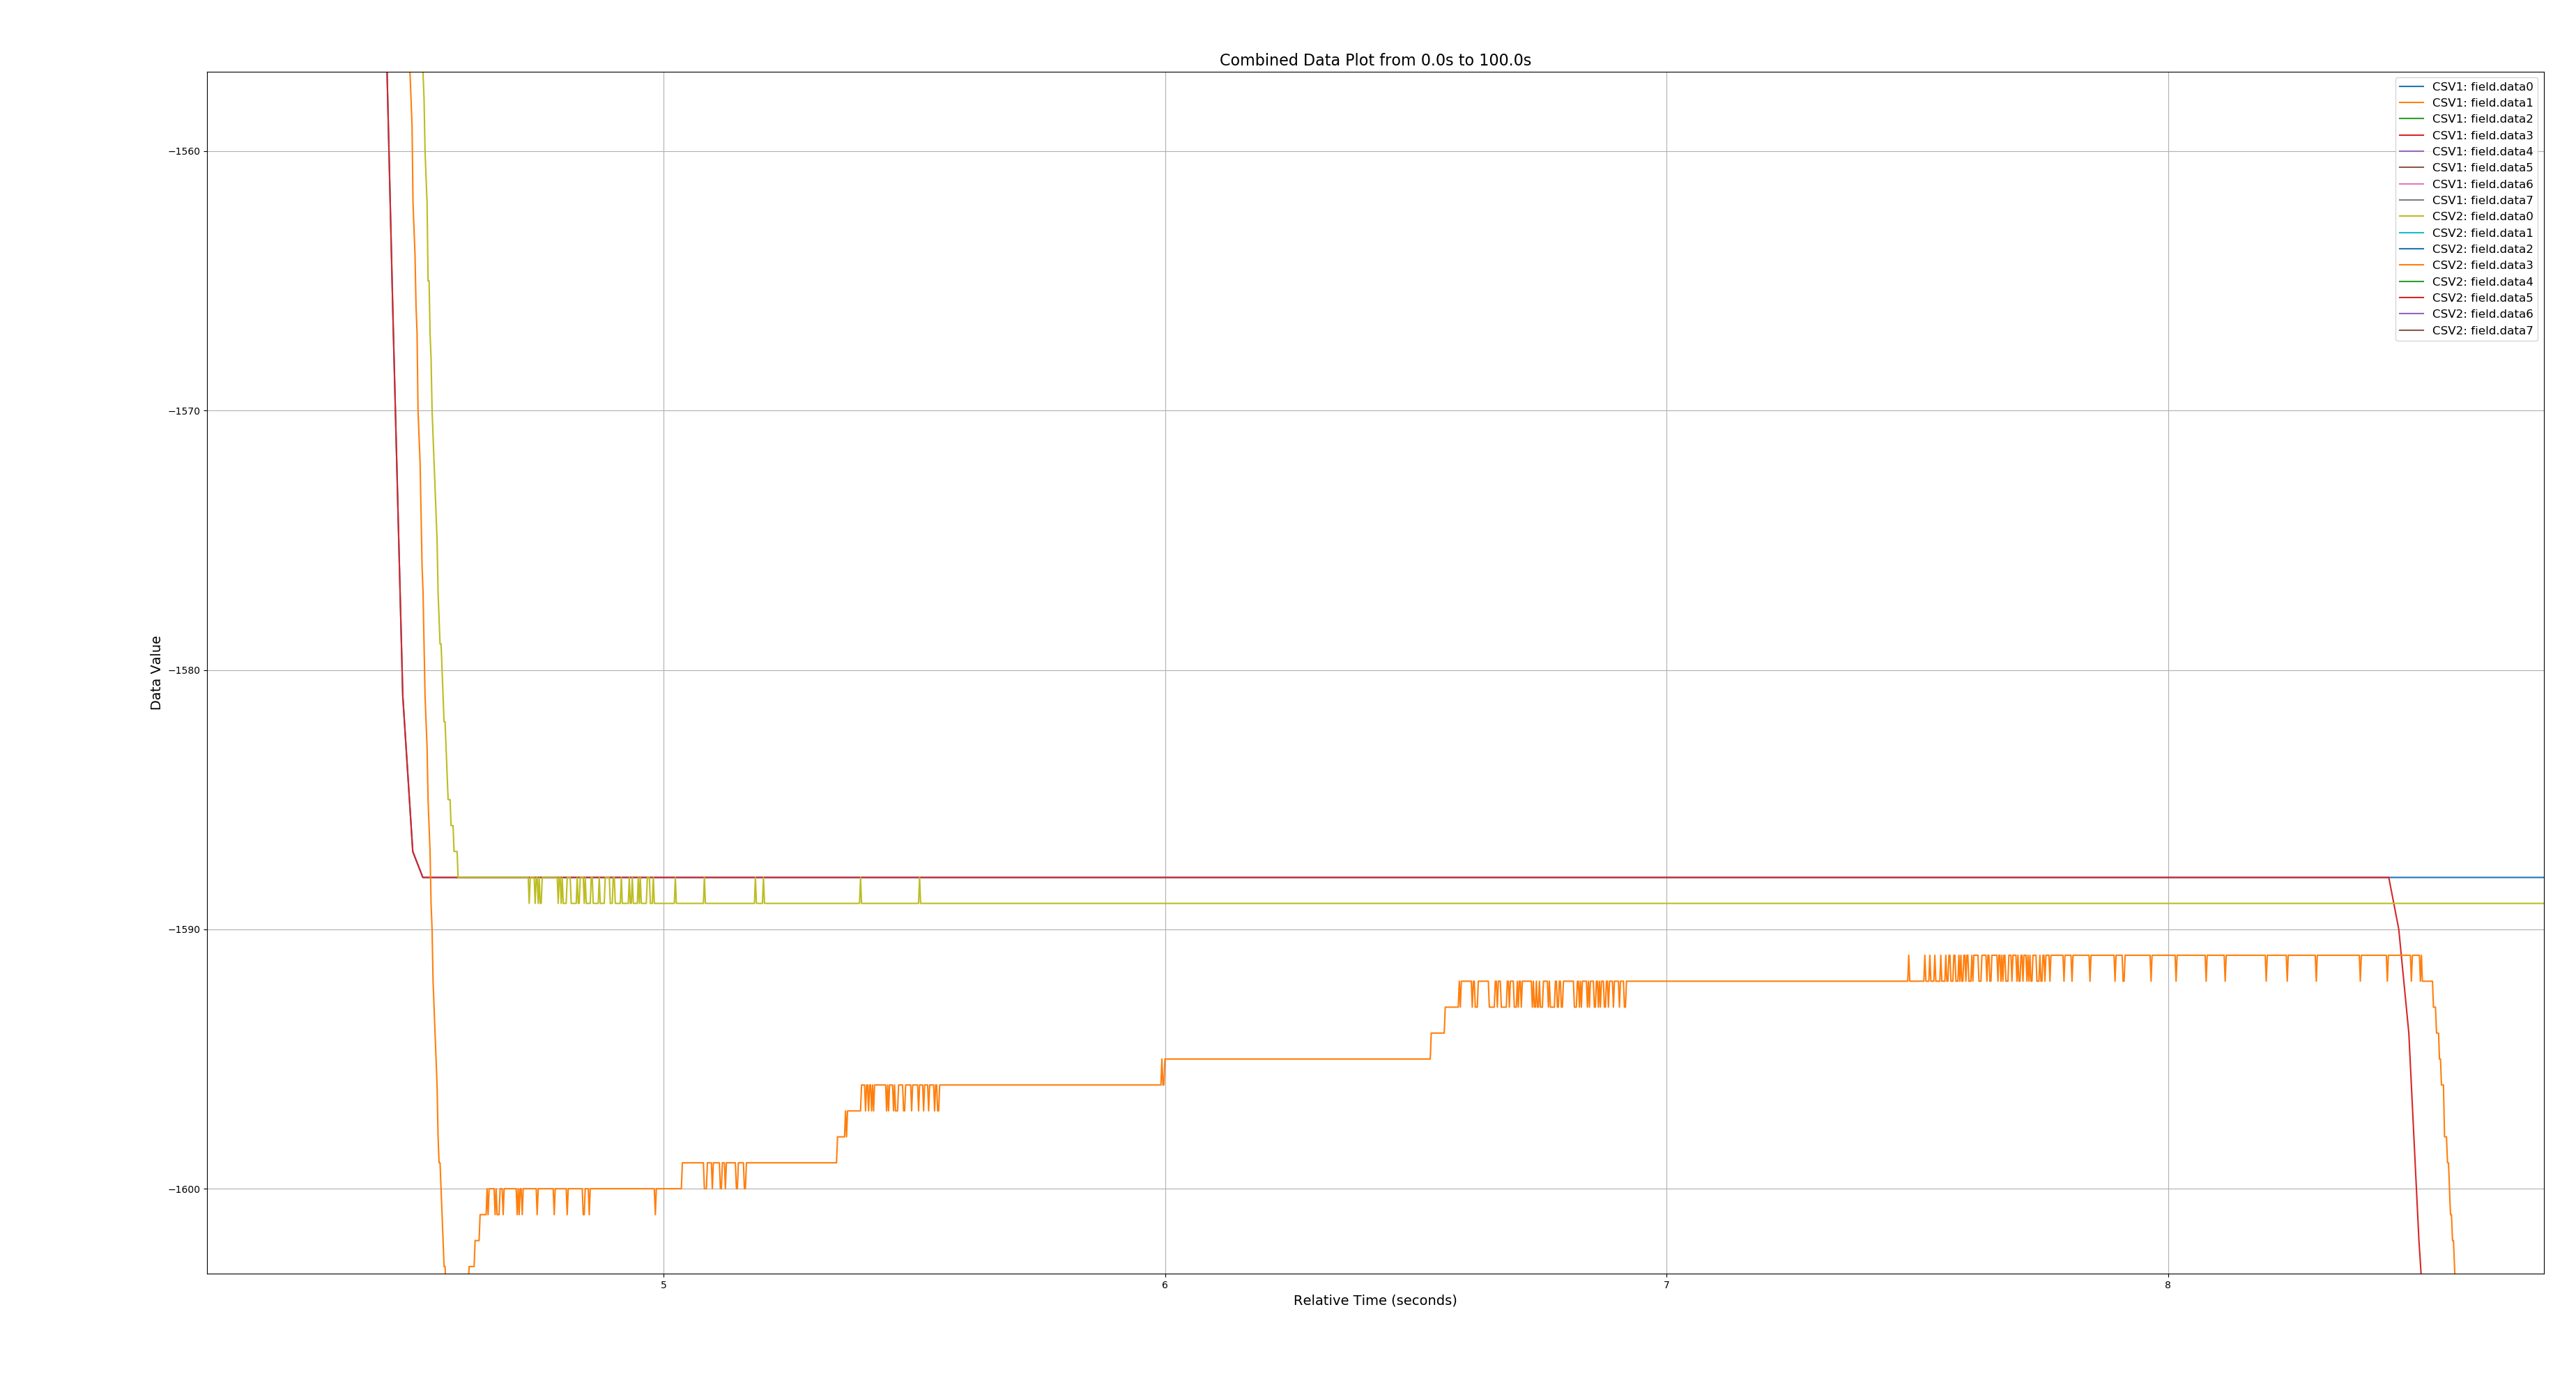 Combined Data Plot from 0.0s to 100.0s
CSV1: field.data0
CSV1: field.data1
CSV1: field.data2
CSV1: field.data3
CSV1: field.data4
CSV1: field.data5
CSV1: field.data6
CSV1: field.data7
CSV2: field.data0
CSV2: field.data1
CSV2: field.data2
CSV2: field.data3
CSV2: field.data4
CSV2: field.data5
CSV2: field.data6
CSV2: field.data7
−1560
−1570
−1580
−1590
−1600
Data Value
5 6 7 8
Relative Time (seconds)